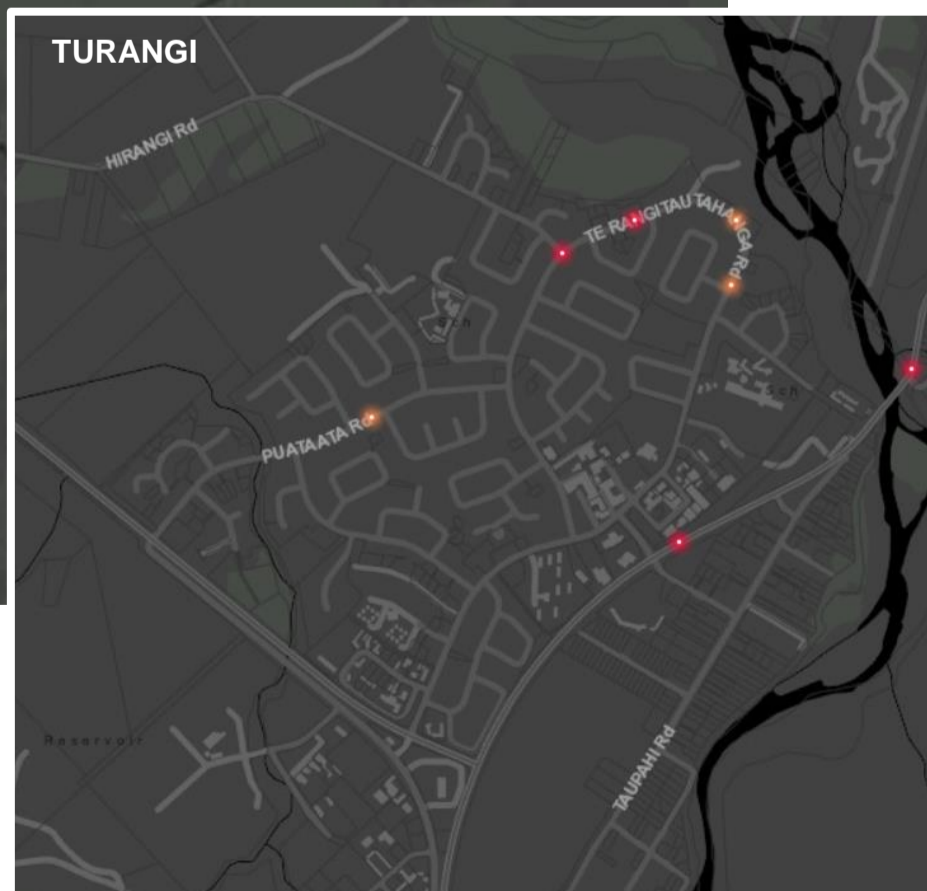 TURANGI
HIRANGI Rd
TE RANGITAUTAHANGA Rd
Sch
Sch
PUATAATA Rd
Reservoir
TAUPAHI Rd